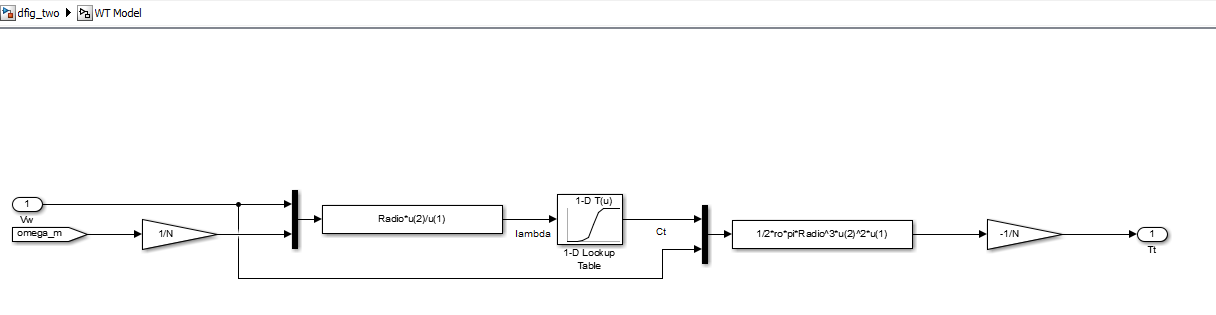 dfig_two WT Model
1
Vw
omega_m
1/N
Radio*u(2)/u(1)
lambda
1-D T(u)
1-D Lookup
Table
Ct
1/2*ro*pi*Radio^3*u(2)^2*u(1)
-1/N
1
Tt